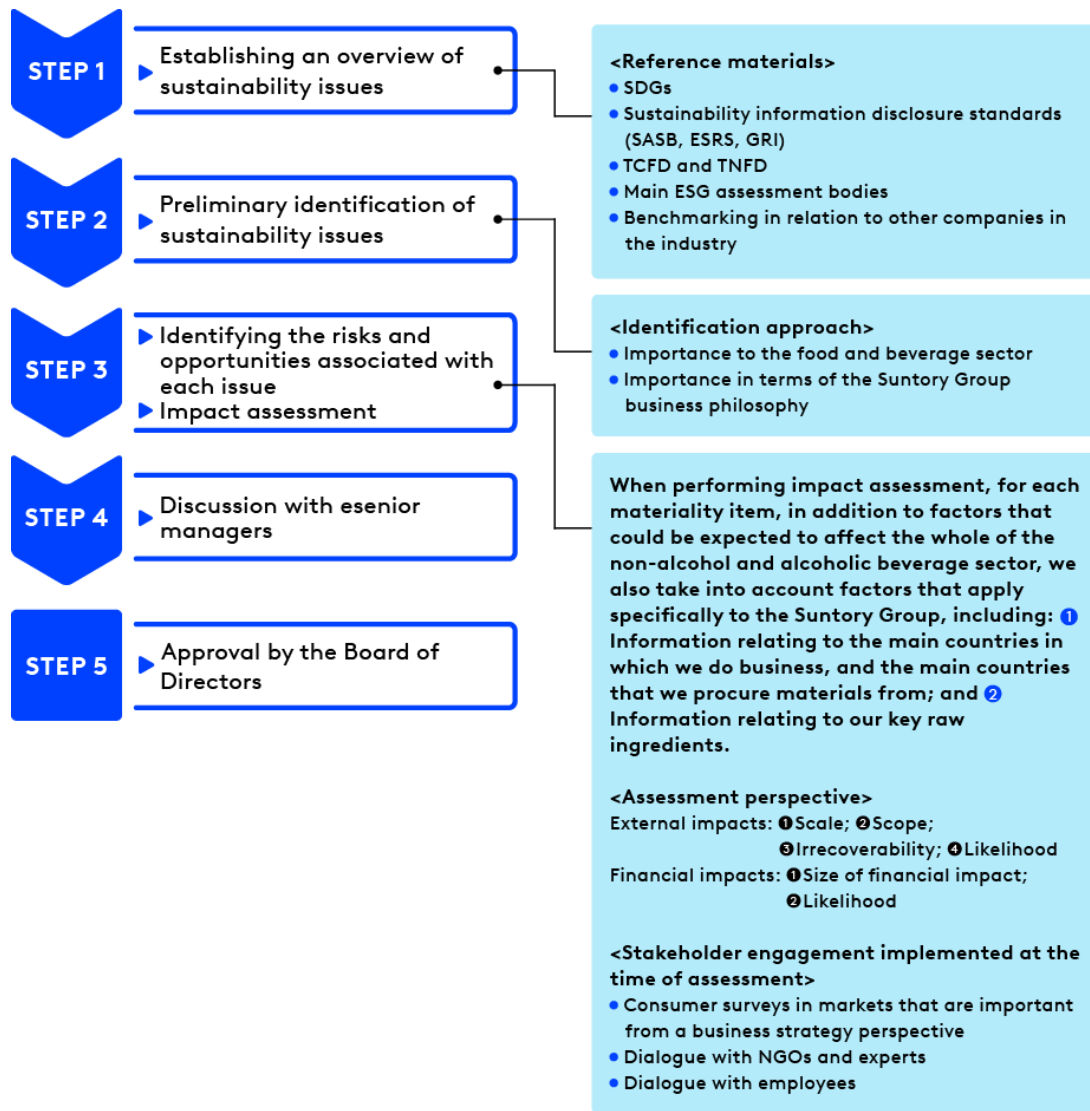 STEP 1
Establishing an overview of
sustainability issues
<Reference materials>
● SDGs
● Sustainability information disclosure standards
(SASB, ESRS, GRI)
● TCFD and TNFD
● Main ESG assessment bodies
● Benchmarking in relation to other companies in
the industry
STEP 2
Preliminary identification of
sustainability issues
<Identification approach>
● Importance to the food and beverage sector
● Importance in terms of the Suntory Group
business philosophy
STEP 3
Identifying the risks and
opportunities associated with
each issue
Impact assessment
When performing impact assessment, for each
materiality item, in addition to factors that
could be expected to affect the whole of the
non-alcohol and alcoholic beverage sector, we
also take into account factors that apply
specifically to the Suntory Group, including: ❶
Information relating to the main countries in
which we do business, and the main countries
that we procure materials from; and ❷
Information relating to our key raw
ingredients.
<Assessment perspective>
External impacts: ❶Scale; ❷Scope;
❸Irrecoverability; ❹Likelihood
Financial impacts: ❶Size of financial impact;
❷Likelihood
<Stakeholder engagement implemented at the
time of assessment>
● Consumer surveys in markets that are important
from a business strategy perspective
● Dialogue with NGOs and experts
● Dialogue with employees
STEP 4
Discussion with esenior
managers
STEP 5
Approval by the Board of
Directors